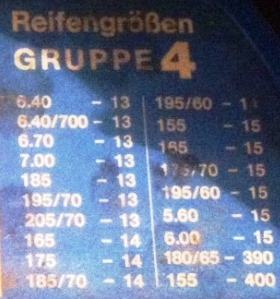 Reifengrößen
GRUPPE 4
6.40 - 13
6.40/700 - 13
6.70 - 13
7.00 - 13
185 - 13
195/70 - 13
205/70 - 13
165 - 14
175 - 14
185/70 - 14
195/60 -
155 - 15
165 - 15
175/70 - 15
195/60 - 15
5.60 - 15
6.00 - 15
180/65 - 390
155 - 400